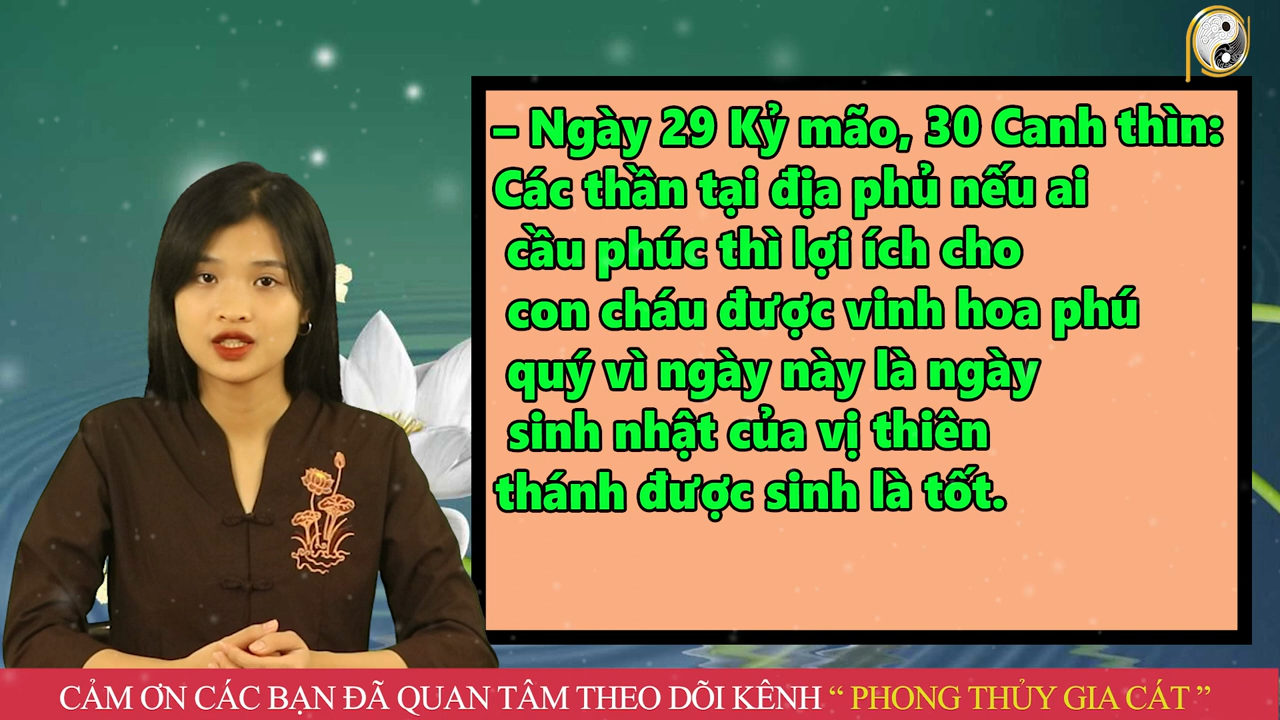 – Ngày 29 Kỷ mão, 30 Canh thìn:
Các thần tại địa phủ nếu ai
cầu phúc thì lợi ích cho
con cháu được vinh hoa phú
quý vì ngày này là ngày
sinh nhật của vị thiên
thánh được sinh là tốt.
CẢM ƠN CÁC BẠN ĐÃ QUAN TÂM THEO DÕI KÊNH “ PHONG THỦY GIA CÁT ”